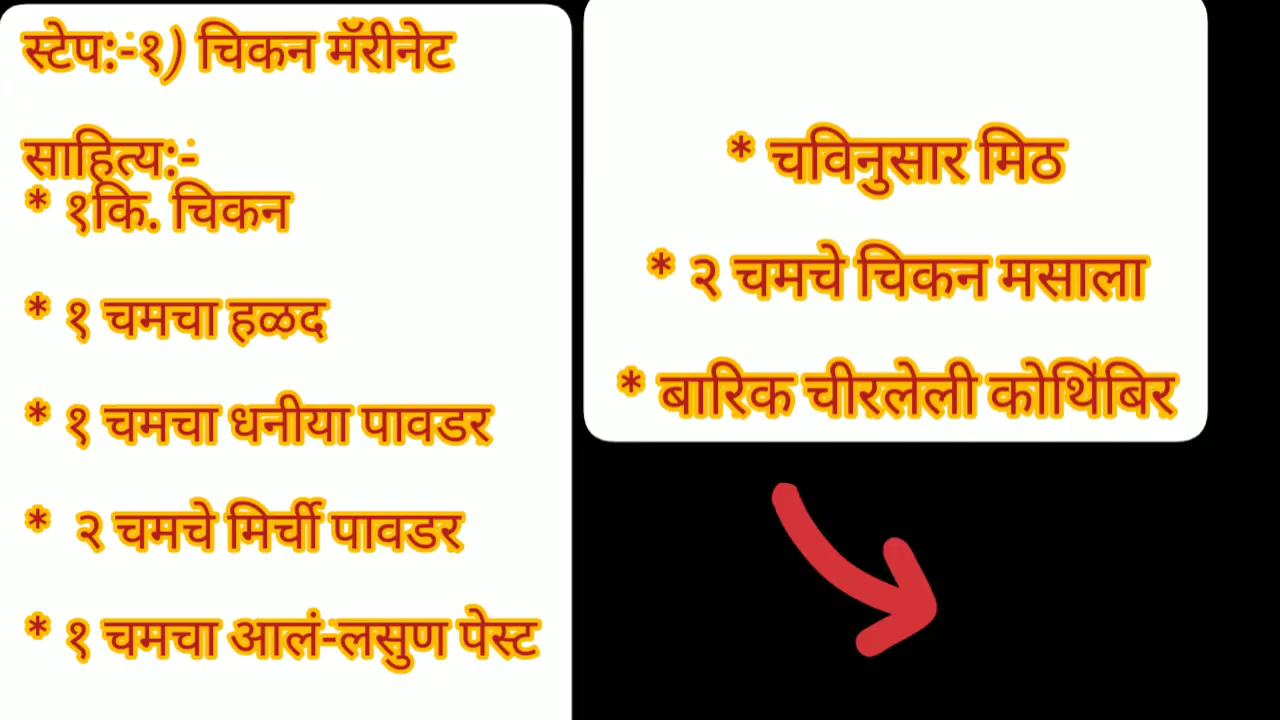 स्टेप:-१) चिकन मॅरीनेट
साहित्य:-
* १कि. चिकन
* १ चमचा हळद
* १ चमचा धनीया पावडर
* २ चमचे मिर्ची पावडर
* १ चमचा आलं-लसुण पेस्ट
* चविनुसार मिठ
* २ चमचे चिकन मसाला
* बारिक चीरलेली कोथिंबिर